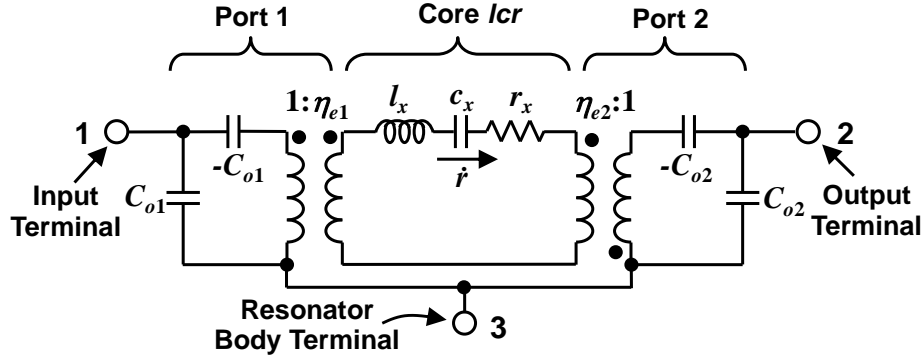 Port 1
Core lcr
Port 2
1:ηe1
lx
cx
rx
ηe2:1
1
-Co1
ṙ
-Co2
2
Input
Terminal
Co1
Co2
Output
Terminal
Resonator
Body Terminal
3